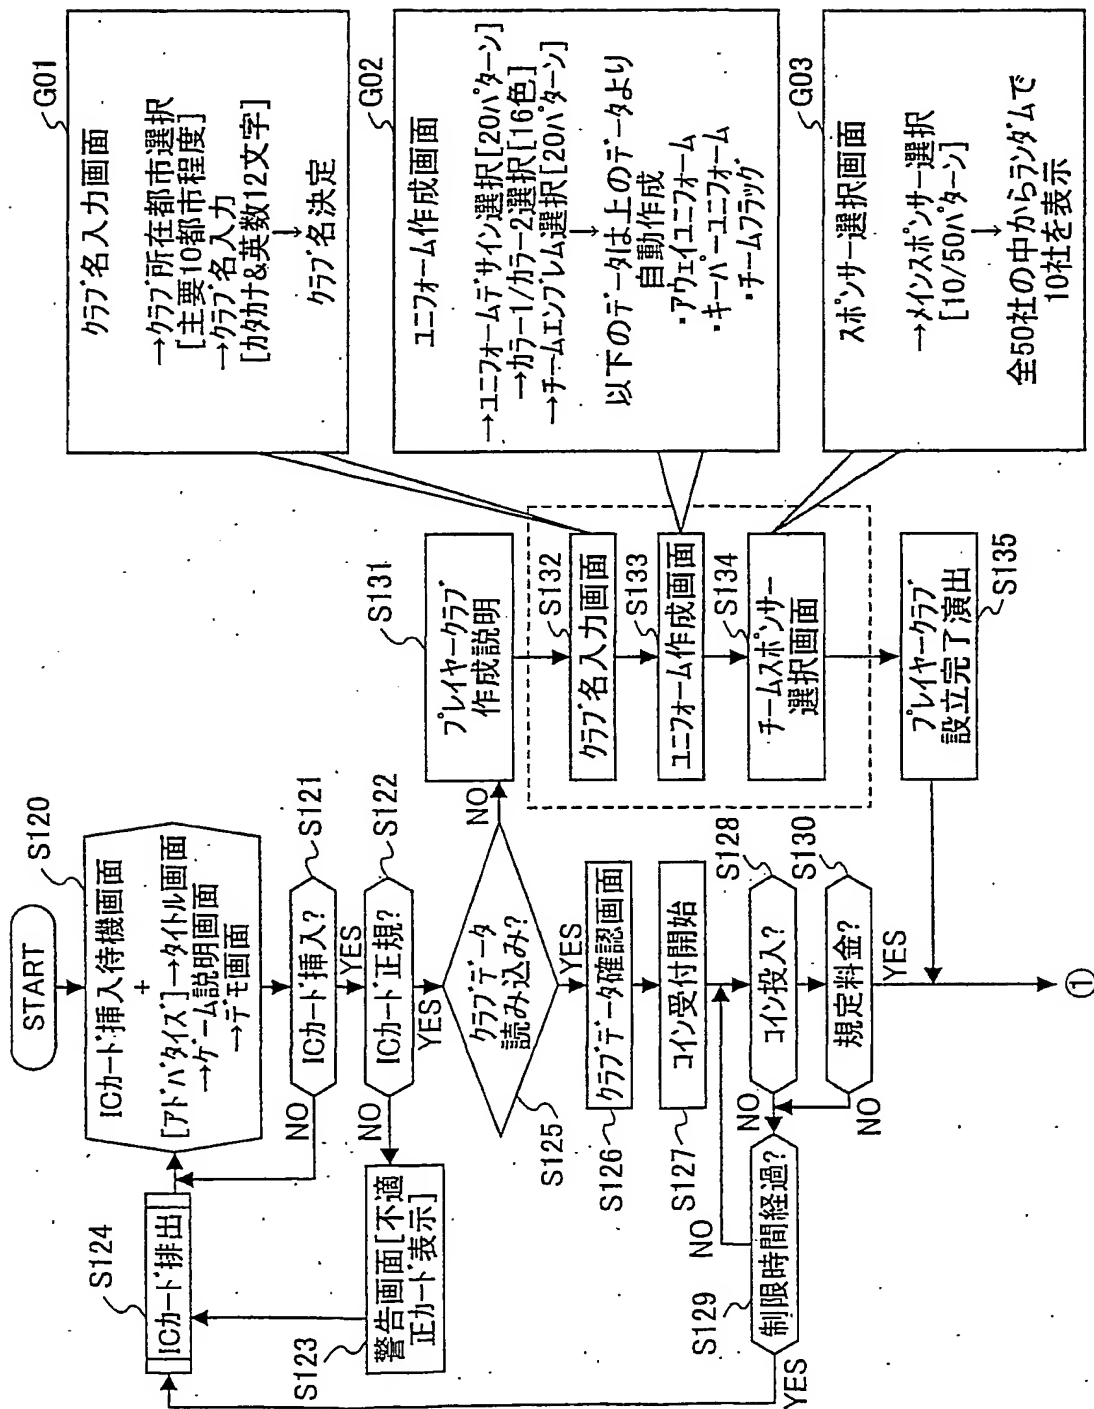 START
S120
ICカード挿入待機画面
+
[アドバタイズ]→タイトル画面
→ゲーム説明画面
→デモ画面
S121
ICカード挿入?
NO
YES
S122
ICカード正規?
NO
YES
S123
警告画面[不適
正カード表示]
S124
ICカード排出
S125
クラブデータ
読み込み?
NO
YES
S126
クラブデータ確認画面
S127
コイン受付開始
S128
コイン投入?
NO
S129
制限時間経過?
NO
YES
S130
規定料金?
NO
YES
①
S131
プレイヤークラブ
作成説明
S132
クラブ名入力画面
S133
ユニフォーム作成画面
S134
チームスポンサー
選択画面
S135
プレイヤークラブ
設立完了演出
G01
クラブ名入力画面
→クラブ所在都市選択
[主要10都市程度]
→クラブ名入力
[カタカナ&英数12文字]
↓
クラブ名決定
G02
ユニフォーム作成画面
→ユニフォームデザイン選択[20パターン]
→カラー1/カラー2選択[16色]
→チームエンブレム選択[20パターン]
↓
以下のデータは上のデータより
自動作成
・アウェイユニフォーム
・キーパーユニフォーム
・チームフラッグ
G03
スポンサー選択画面
→メインスポンサー選択
[10/50パターン]
↓
全50社の中からランダムで
10社を表示